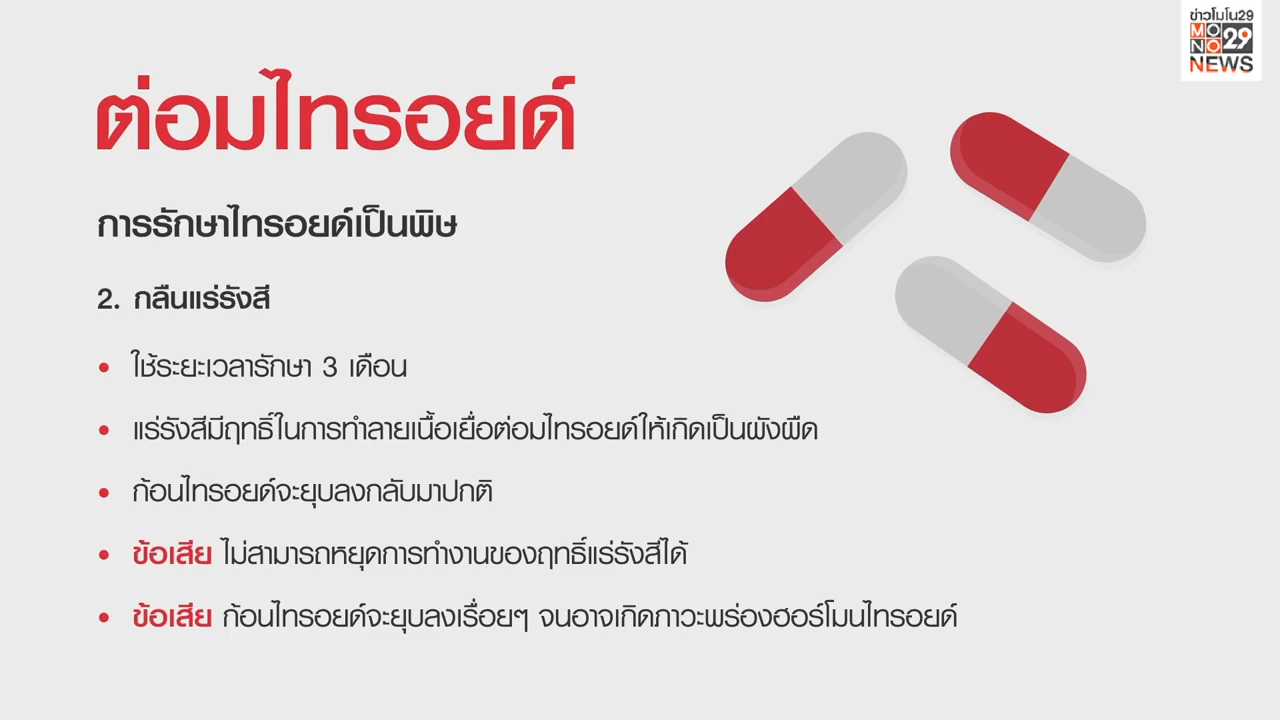 ข่าวโมโน29
MONO 29
NEWS
ต่อมไทรอยด์
การรักษาไทรอยด์เป็นพิษ
2. กลืนแร่รังสี
• ใช้ระยะเวลารักษา 3 เดือน
• แร่รังสีมีฤทธิ์ในการทำลายเนื้อเยื่อต่อมไทรอยด์ให้เกิดเป็นผังผืด
• ก้อนไทรอยด์จะยุบลงกลับมาปกติ
• ข้อเสีย ไม่สามารถหยุดการทำงานของฤทธิ์แร่รังสีได้
• ข้อเสีย ก้อนไทรอยด์จะยุบลงเรื่อยๆ จนอาจเกิดภาวะพร่องฮอร์โมนไทรอยด์